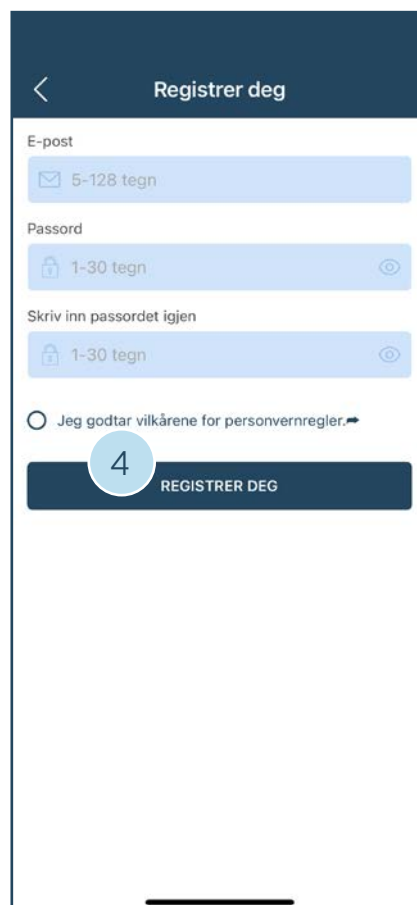 Registrer deg
E-post
5-128 tegn
Passord
1-30 tegn
Skriv inn passordet igjen
1-30 tegn
Jeg godtar vilkårene for personvernregler.➦
4
REGISTRER DEG